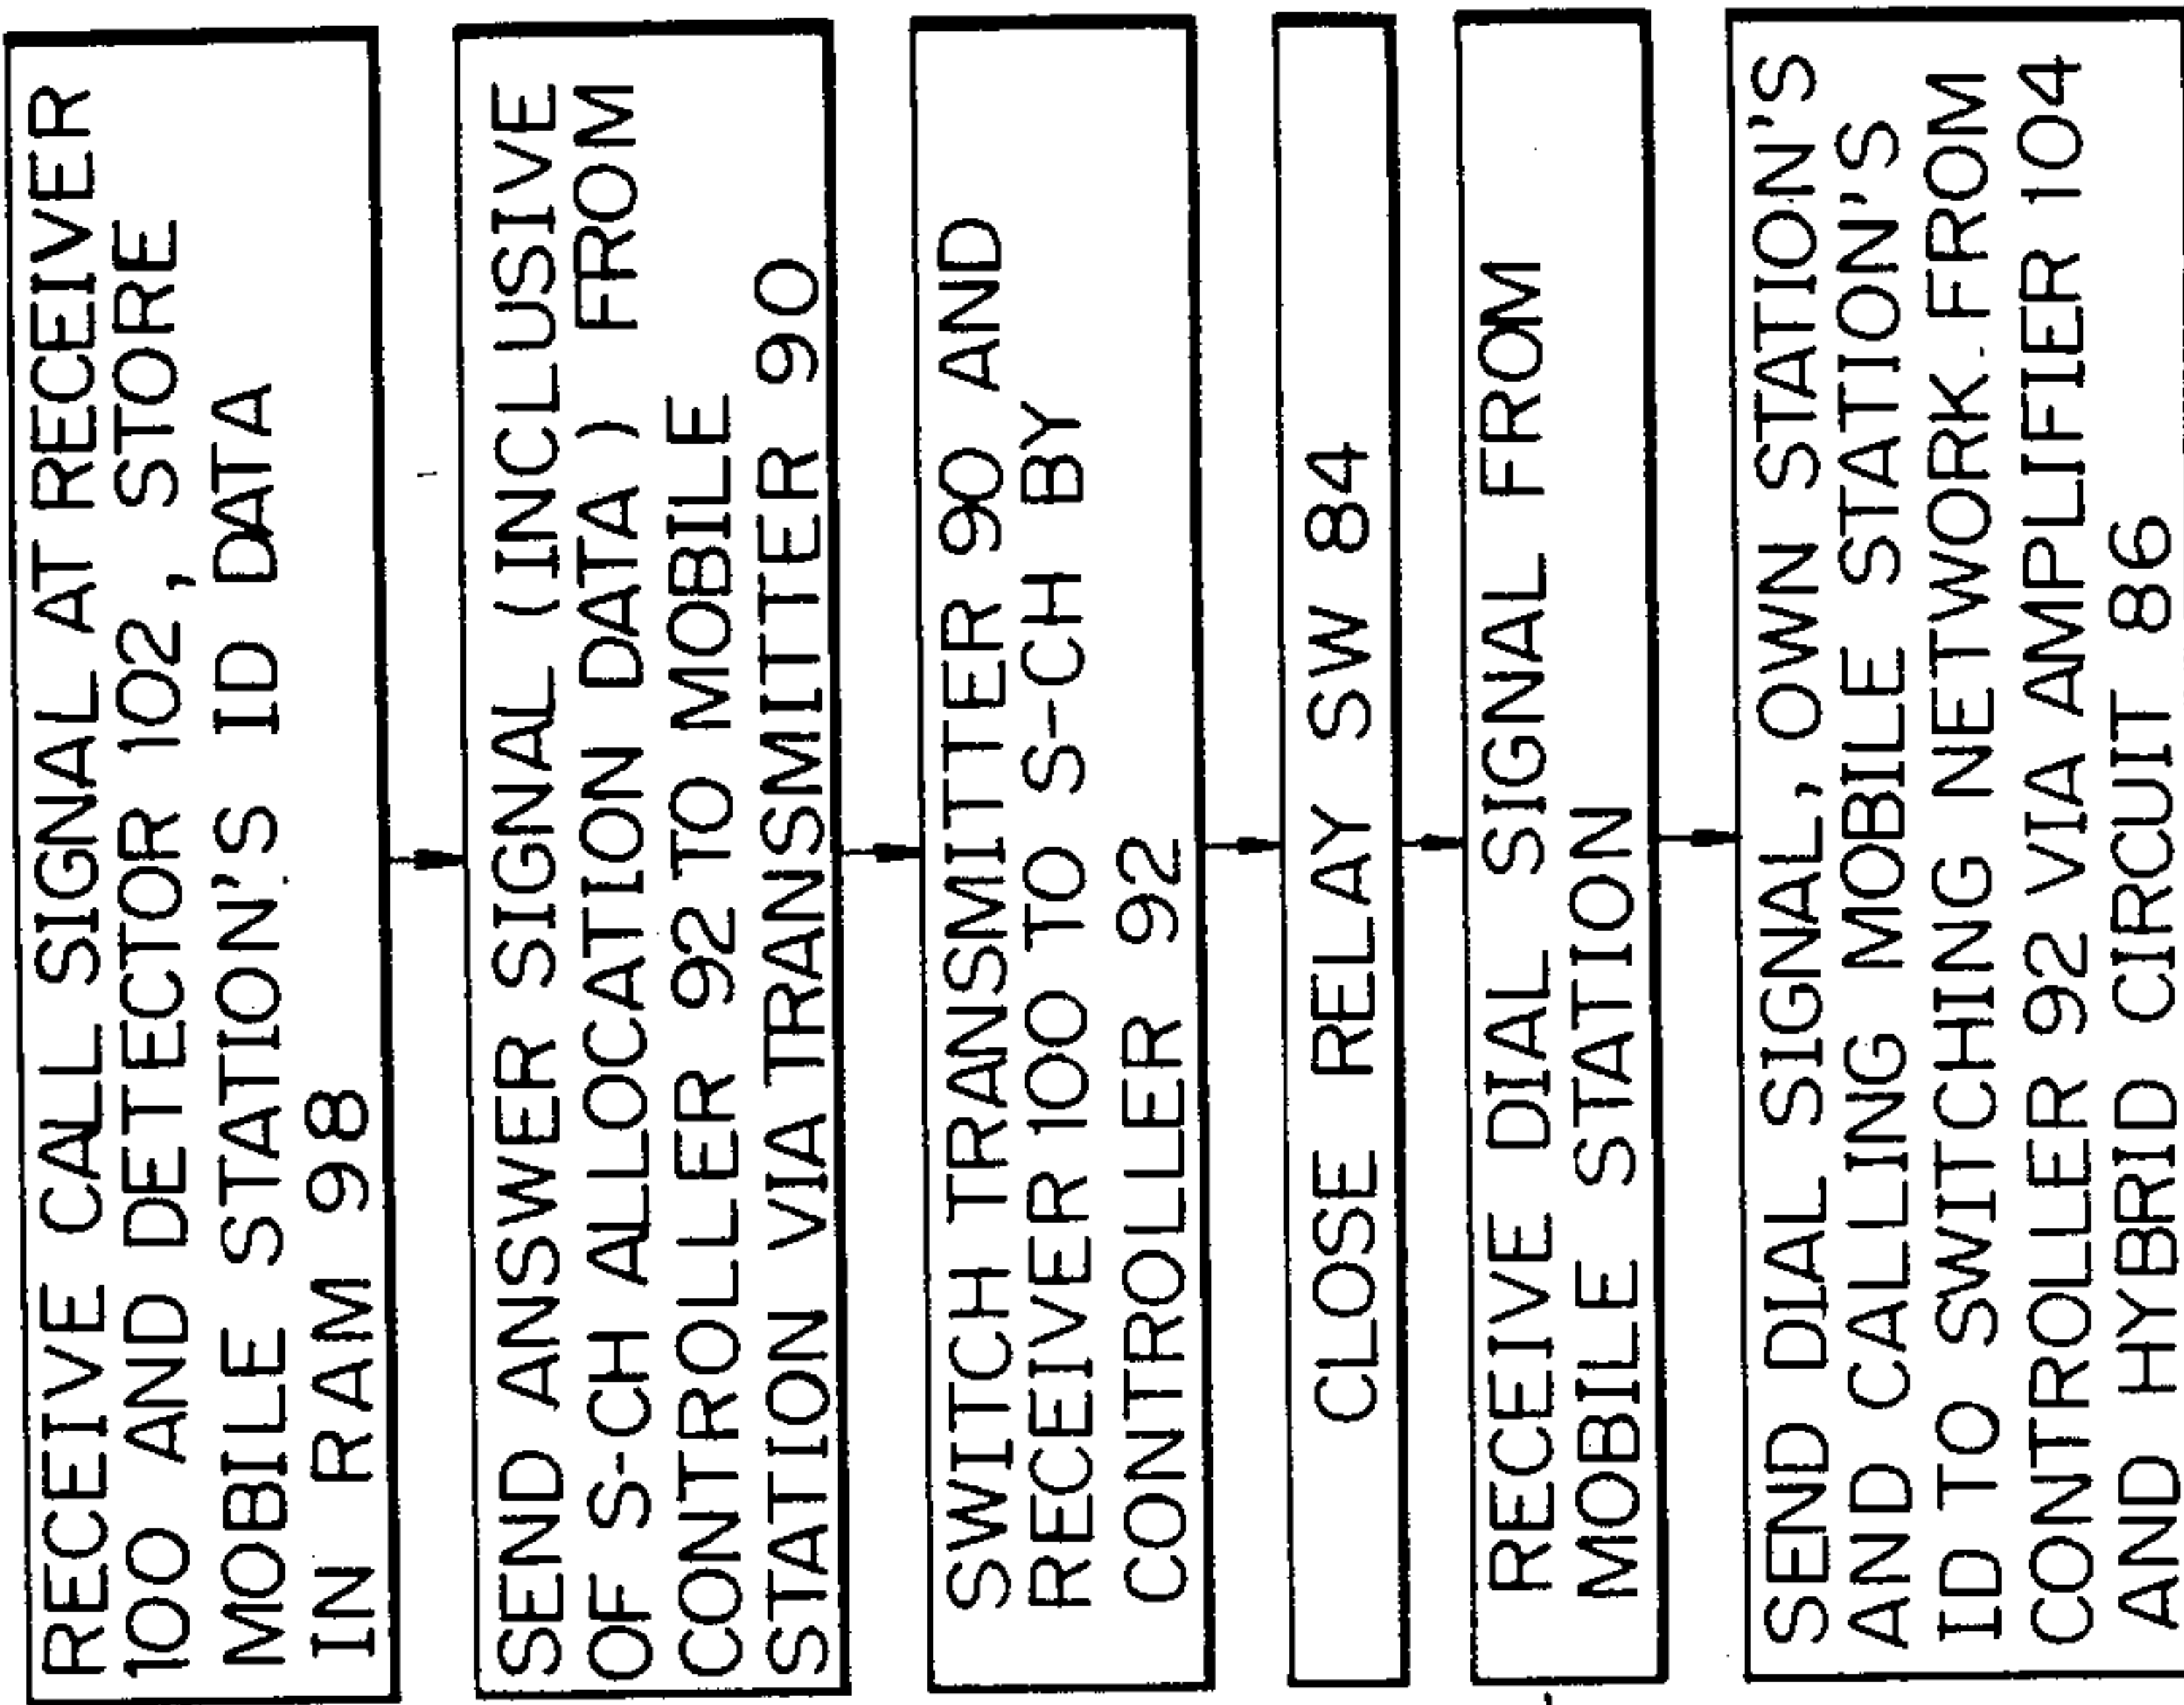 RECEIVE CALL SIGNAL AT RECEIVER
100 AND DETECTOR 102, STORE
MOBILE STATION'S ID DATA
IN RAM 98
SEND ANSWER SIGNAL (INCLUSIVE
OF S-CH ALLOCATION DATA) FROM
CONTROLLER 92 TO MOBILE
STATION VIA TRANSMITTER 90
SWITCH TRANSMITTER 90 AND
RECEIVER 100 TO S-CH BY
CONTROLLER 92
CLOSE RELAY SW 84
RECEIVE DIAL SIGNAL FROM
MOBILE STATION
SEND DIAL SIGNAL, OWN STATION'S
AND CALLING MOBILE STATION'S
ID TO SWITCHING NETWORK FROM
CONTROLLER 92 VIA AMPLIFIER 104
AND HYBRID CIRCUIT 86